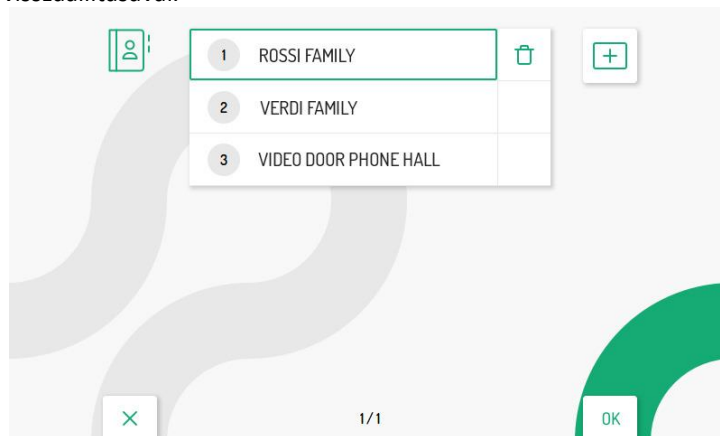 1 ROSSI FAMILY
2 VERDI FAMILY
3 VIDEO DOOR PHONE HALL
1/1
OK